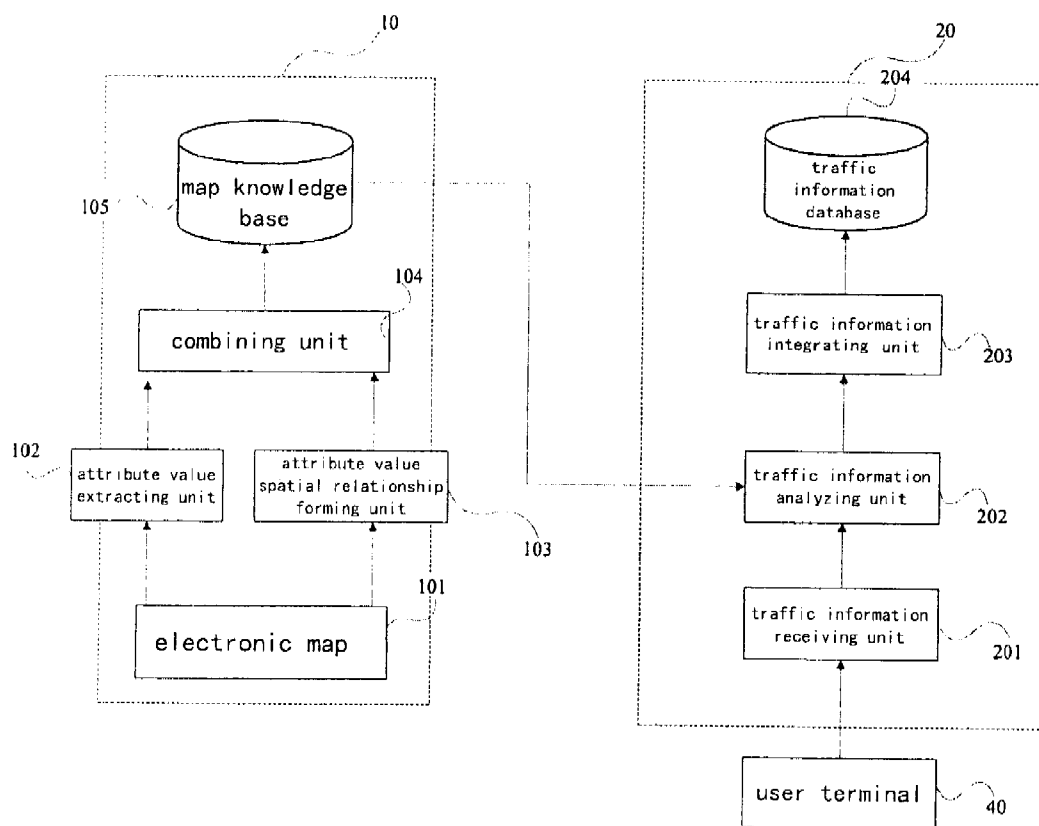 10
20
204
map knowledge
base
105
traffic
information
database
104
combining unit
traffic information
integrating unit
203
102
attribute value
extracting unit
attribute value
spatial relationship
forming unit
103
traffic information
analyzing unit
202
101
electronic map
traffic information
receiving unit
201
user terminal
40